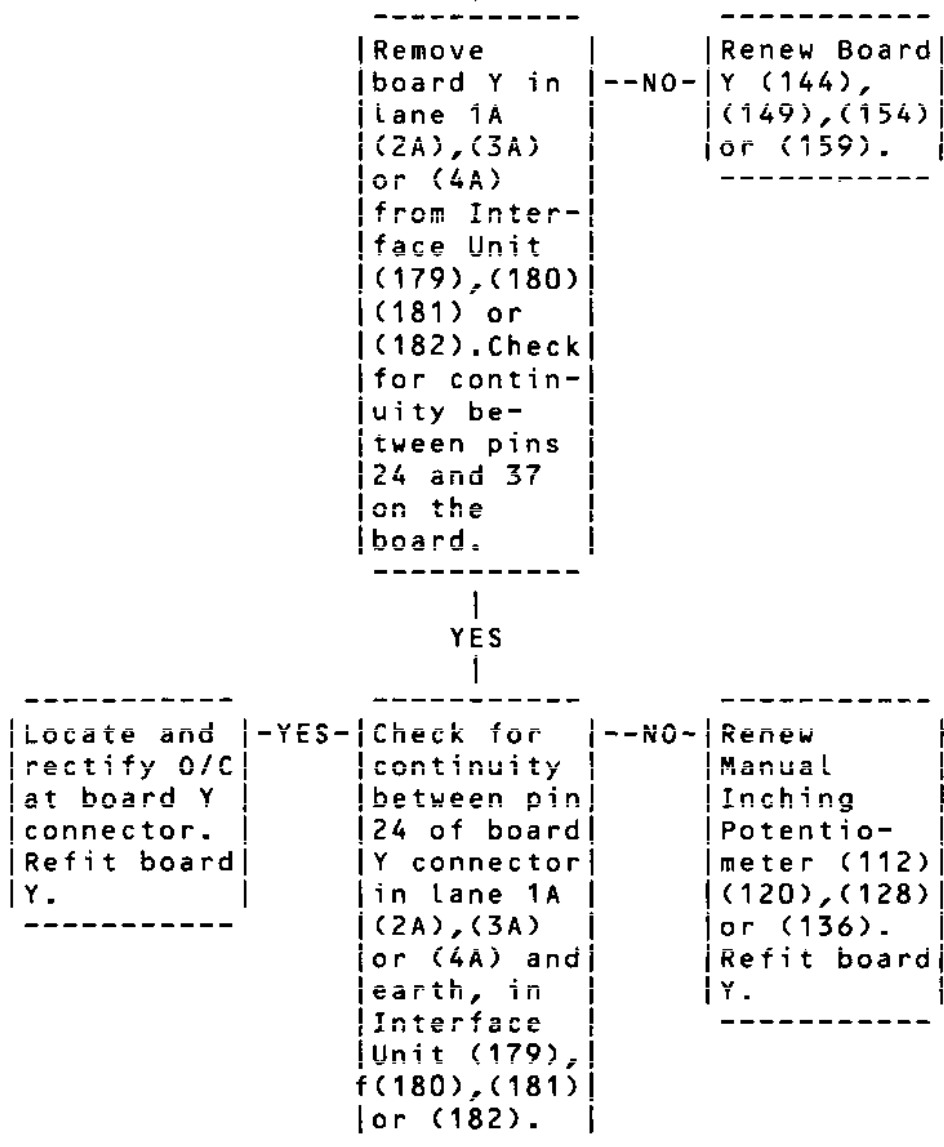 Remove
board Y in
lane 1A
(2A),(3A)
or (4A)
from Inter-
face Unit
(179),(180)
(181) or
(182).Check
for contin-
uity be-
tween pins
24 and 37
on the
board.
--NO-
Renew Board
Y (144),
(149),(154)
or (159).
YES
Locate and
rectify O/C
at board Y
connector.
Refit board
Y.
-YES-
Check for
continuity
between pin
24 of board
Y connector
in lane 1A
(2A),(3A)
or (4A) and
earth, in
Interface
Unit (179),
f(180),(181)
or (182).
--NO-
Renew
Manual
Inching
Potentio-
meter (112)
(120),(128)
or (136).
Refit board
Y.